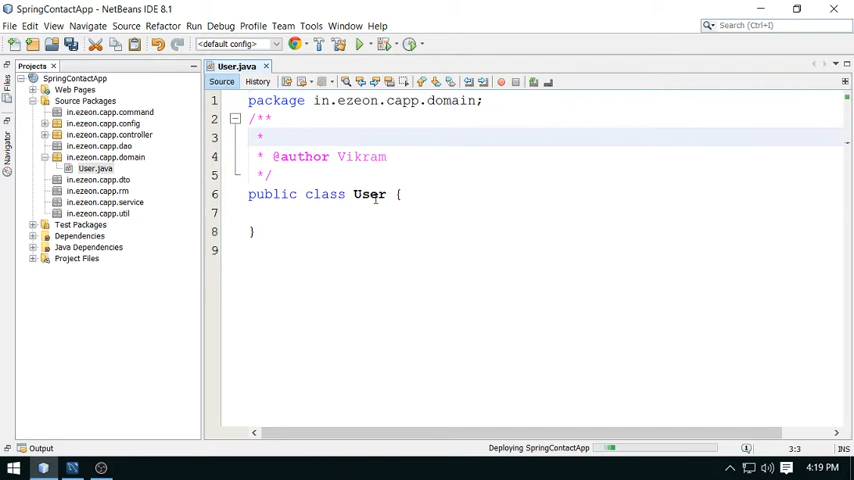 SpringContactApp - NetBeans IDE 8.1
File Edit View Navigate Source Refactor Run Debug Profile Team Tools Window Help
Search (Ctrl+I)
<default config>
Projects
User.java
Files
Navigator
SpringContactApp
Web Pages
Source Packages
in.ezeon.capp.command
in.ezeon.capp.config
in.ezeon.capp.controller
in.ezeon.capp.dao
in.ezeon.capp.domain
User.java
in.ezeon.capp.dto
in.ezeon.capp.rm
in.ezeon.capp.service
in.ezeon.capp.util
Test Packages
Dependencies
Java Dependencies
Project Files
Source History
1 package in.ezeon.capp.domain;
2 /**
3 *
4 * @author Vikram
5 */
6 public class User {
7
8 }
9
Output
Deploying SpringContactApp
3:3
4:19 PM